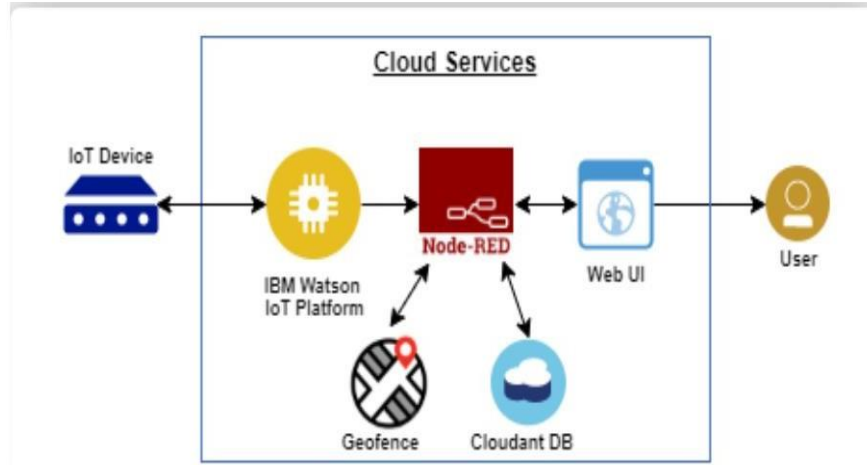 Cloud Services
IoT Device
Node-RED
IBM Watson
IoT Platform
Web UI
User
Geofence
Cloudant DB